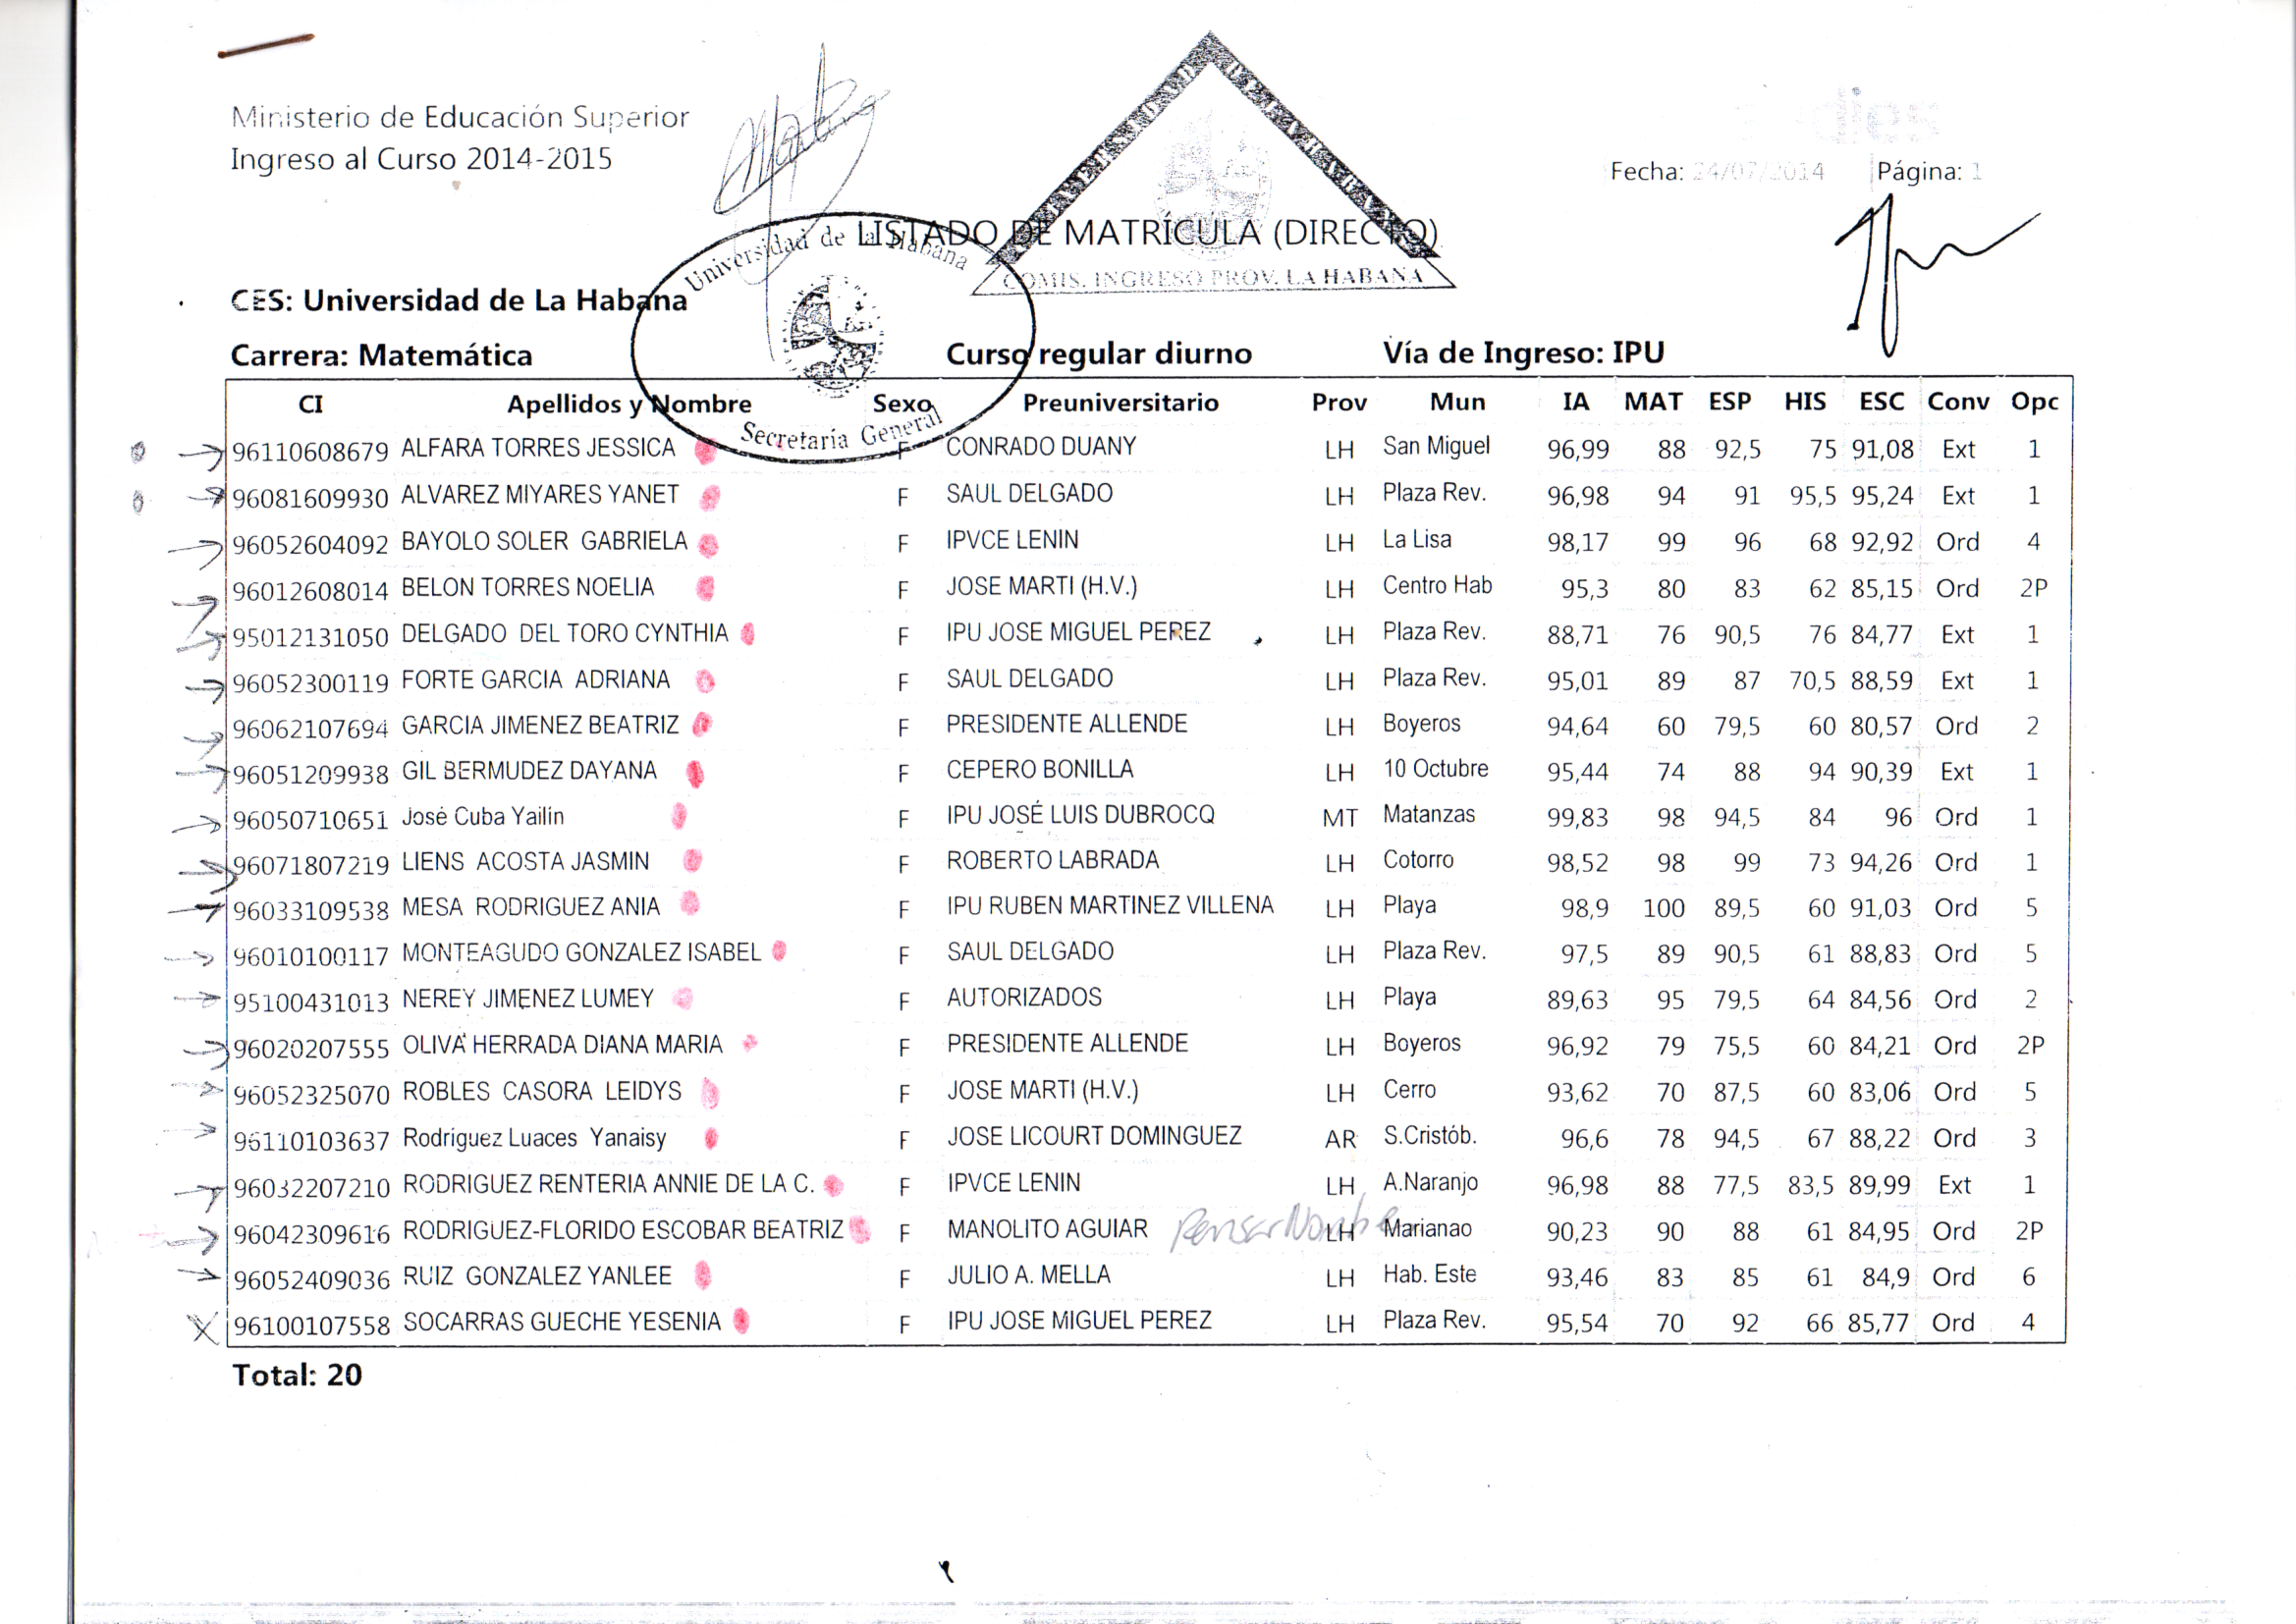 Ministerio de Educación Superior
Ingreso al Curso 2014-2015
Fecha: 24/07/2014 Página: 1
UNIVERSIDAD DE LA HABANA
LISTADO DE MATRÍCULA (DIRECTO)
COMIS. INGRESO PROV. LA HABANA
Universidad de la Habana
Secretaría General
CES: Universidad de La Habana
Carrera: Matemática Curso regular diurno Vía de Ingreso: IPU
CI Apellidos y Nombre Sexo Preuniversitario Prov Mun IA MAT ESP HIS ESC Conv Opc
96110608679 ALFARA TORRES JESSICA F CONRADO DUANY LH San Miguel 96,99 88 92,5 75 91,08 Ext 1
96081609930 ALVAREZ MIYARES YANET F SAUL DELGADO LH Plaza Rev. 96,98 94 91 95,5 95,24 Ext 1
96052604092 BAYOLO SOLER GABRIELA F IPVCE LENIN LH La Lisa 98,17 99 96 68 92,92 Ord 4
96012608014 BELON TORRES NOELIA F JOSE MARTI (H.V.) LH Centro Hab 95,3 80 83 62 85,15 Ord 2P
95012131050 DELGADO DEL TORO CYNTHIA F IPU JOSE MIGUEL PEREZ LH Plaza Rev. 88,71 76 90,5 76 84,77 Ext 1
96052300119 FORTE GARCIA ADRIANA F SAUL DELGADO LH Plaza Rev. 95,01 89 87 70,5 88,59 Ext 1
96062107694 GARCIA JIMENEZ BEATRIZ F PRESIDENTE ALLENDE LH Boyeros 94,64 60 79,5 60 80,57 Ord 2
96051209938 GIL BERMUDEZ DAYANA F CEPERO BONILLA LH 10 Octubre 95,44 74 88 94 90,39 Ext 1
96050710651 José Cuba Yailín F IPU JOSÉ LUIS DUBROCQ MT Matanzas 99,83 98 94,5 84 96 Ord 1
96071807219 LIENS ACOSTA JASMIN F ROBERTO LABRADA LH Cotorro 98,52 98 99 73 94,26 Ord 1
96033109538 MESA RODRIGUEZ ANIA F IPU RUBEN MARTINEZ VILLENA LH Playa 98,9 100 89,5 60 91,03 Ord 5
96010100117 MONTEAGUDO GONZALEZ ISABEL F SAUL DELGADO LH Plaza Rev. 97,5 89 90,5 61 88,83 Ord 5
95100431013 NEREY JIMENEZ LUMEY F AUTORIZADOS LH Playa 89,63 95 79,5 64 84,56 Ord 2
96020207555 OLIVA HERRADA DIANA MARIA F PRESIDENTE ALLENDE LH Boyeros 96,92 79 75,5 60 84,21 Ord 2P
96052325070 ROBLES CASORA LEIDYS F JOSE MARTI (H.V.) LH Cerro 93,62 70 87,5 60 83,06 Ord 5
96110103637 Rodriguez Luaces Yanaisy F JOSE LICOURT DOMINGUEZ AR S.Cristób. 96,6 78 94,5 67 88,22 Ord 3
96032207210 RODRIGUEZ RENTERIA ANNIE DE LA C. F IPVCE LENIN LH A.Naranjo 96,98 88 77,5 83,5 89,99 Ext 1
96042309616 RODRIGUEZ-FLORIDO ESCOBAR BEATRIZ F MANOLITO AGUIAR LH Marianao 90,23 90 88 61 84,95 Ord 2P
96052409036 RUIZ GONZALEZ YANLEE F JULIO A. MELLA LH Hab. Este 93,46 83 85 61 84,9 Ord 6
96100107558 SOCARRAS GUECHE YESENIA F IPU JOSE MIGUEL PEREZ LH Plaza Rev. 95,54 70 92 66 85,77 Ord 4
Total: 20